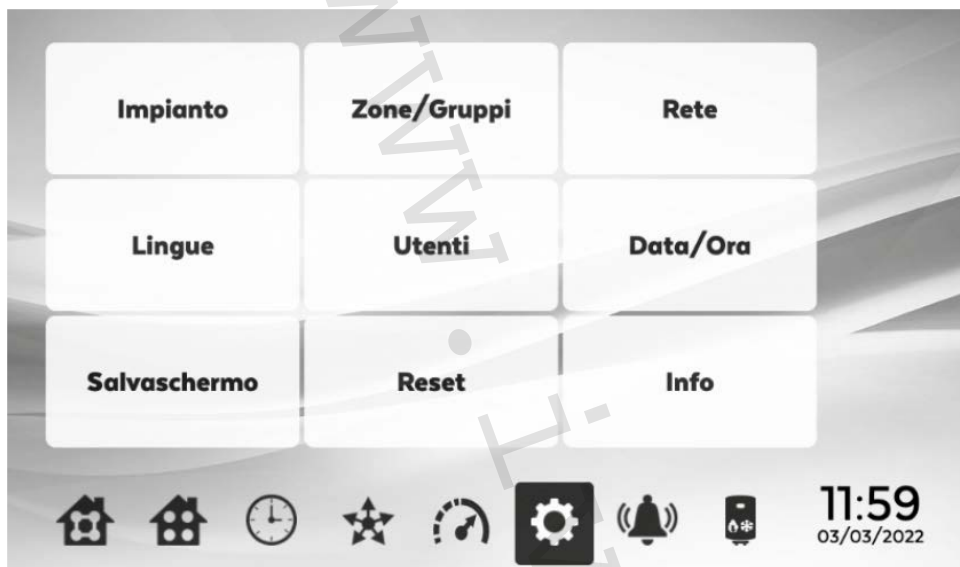 Impianto
Zone/Gruppi
Rete
Lingue
Utenti
Data/Ora
Salvaschermo
Reset
Info
11:59
03/03/2022